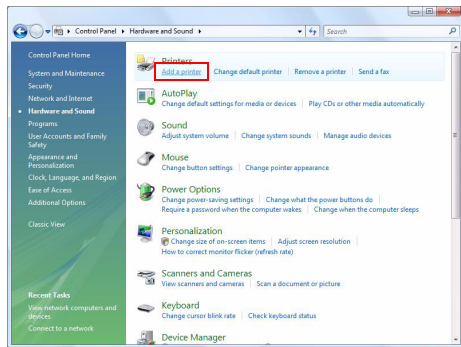 Control Panel
Hardware and Sound
Search
Control Panel Home
System and Maintenance
Security
Network and Internet
Hardware and Sound
Programs
User Accounts and Family
Safety
Appearance and
Personalization
Clock, Language, and Region
Ease of Access
Additional Options
Classic View
Recent Tasks
View network computers and
devices
Connect to a network
Printers
Add a printer Change default printer Remove a printer Send a fax
AutoPlay
Change default settings for media or devices Play CDs or other media automatically
Sound
Adjust system volume Change system sounds Manage audio devices
Mouse
Change button settings Change pointer appearance
Power Options
Change power-saving settings Change what the power buttons do
Require a password when the computer wakes Change when the computer sleeps
Personalization
Change size of on-screen items Adjust screen resolution
How to correct monitor flicker (refresh rate)
Scanners and Cameras
View scanners and cameras Scan a document or picture
Keyboard
Change cursor blink rate Check keyboard status
Device Manager